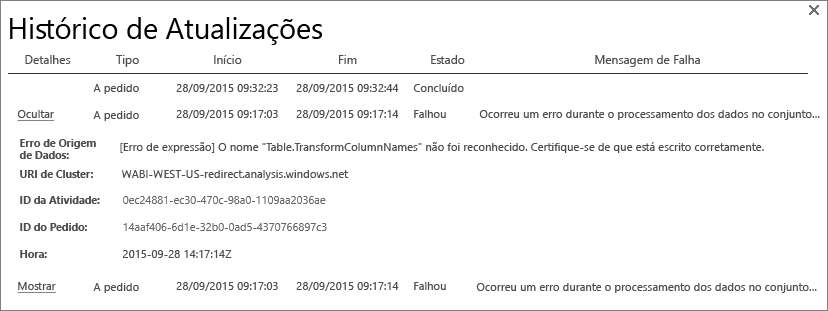 Histórico de Atualizações
Detalhes Tipo Início Fim Estado Mensagem de Falha
A pedido 28/09/2015 09:32:23 28/09/2015 09:32:44 Concluído
Ocultar A pedido 28/09/2015 09:17:03 28/09/2015 09:17:14 Falhou Ocorreu um erro durante o processamento dos dados no conjunto...
Erro de Origem de Dados: [Erro de expressão] O nome "Table.TransformColumnNames" não foi reconhecido. Certifique-se de que está escrito corretamente.
URI de Cluster: WABI-WEST-US-redirect.analysis.windows.net
ID da Atividade: 0ec24881-ec30-470c-98a0-1109aa2036ae
ID do Pedido: 14aaf406-6d1e-32b0-0ad5-4370766897c3
Hora: 2015-09-28 14:17:14Z
Mostrar A pedido 28/09/2015 09:17:03 28/09/2015 09:17:14 Falhou Ocorreu um erro durante o processamento dos dados no conjunto...